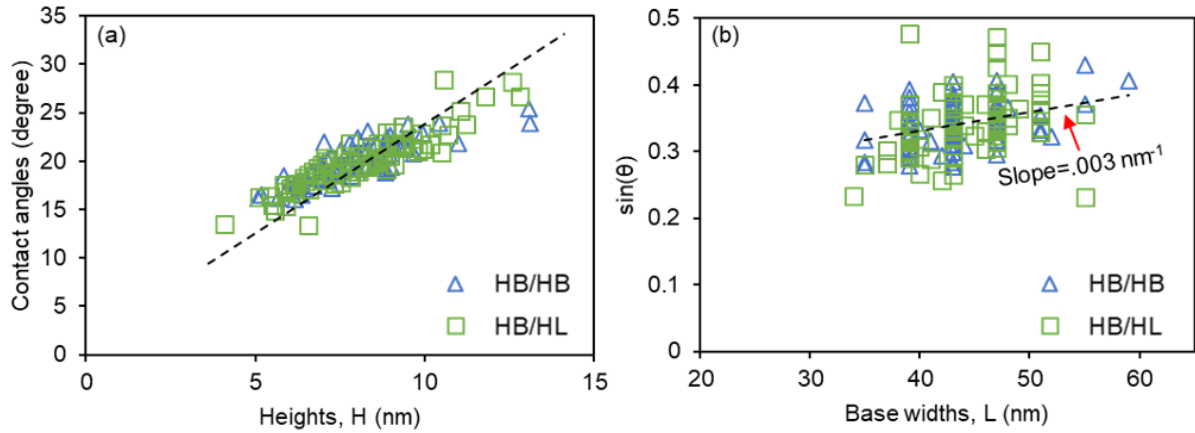 (a)
35
30
25
20
15
10
5
0
0 5 10 15
Contact angles (degree)
Heights, H (nm)
HB/HB
HB/HL
(b)
0.5
0.4
0.3
0.2
0.1
0
20 30 40 50 60
sin(θ)
Base widths, L (nm)
Slope=.003 nm⁻¹
HB/HB
HB/HL